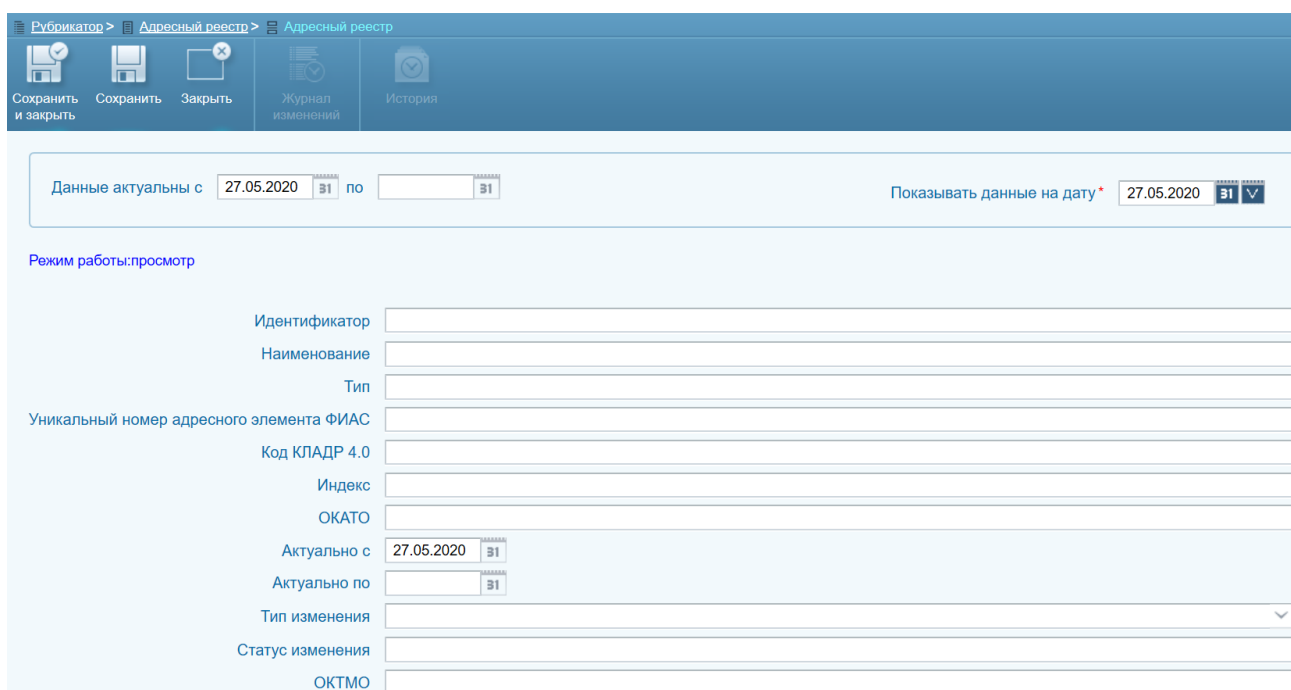 Рубрикатор > Адресный реестр > Адресный реестр
Сохранить и закрыть
Сохранить
Закрыть
Журнал изменений
История
Данные актуальны с 27.05.2020 31 по 31
Показывать данные на дату * 27.05.2020 31
Режим работы:просмотр
Идентификатор
Наименование
Тип
Уникальный номер адресного элемента ФИАС
Код КЛАДР 4.0
Индекс
ОКАТО
Актуально с 27.05.2020 31
Актуально по 31
Тип изменения
Статус изменения
ОКТМО